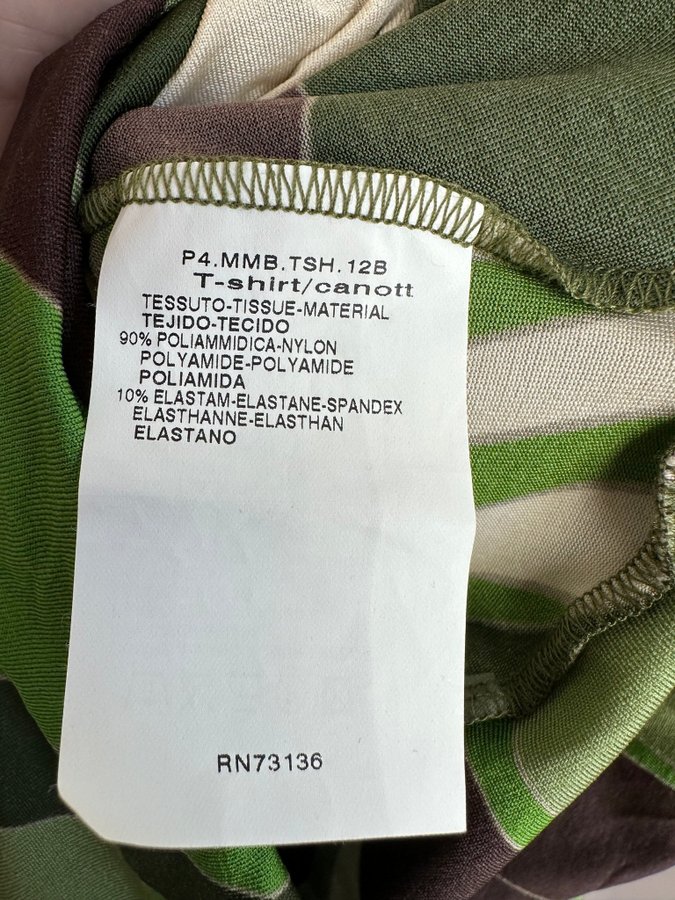 P4.MMB.TSH.12B
T-shirt/canott
TESSUTO-TISSUE-MATERIAL
TEJIDO-TECIDO
90% POLIAMMIDICA-NYLON
POLYAMIDE-POLYAMIDE
POLIAMIDA
10% ELASTAM-ELASTANE-SPANDEX
ELASTHANNE-ELASTHAN
ELASTANO
RN73136